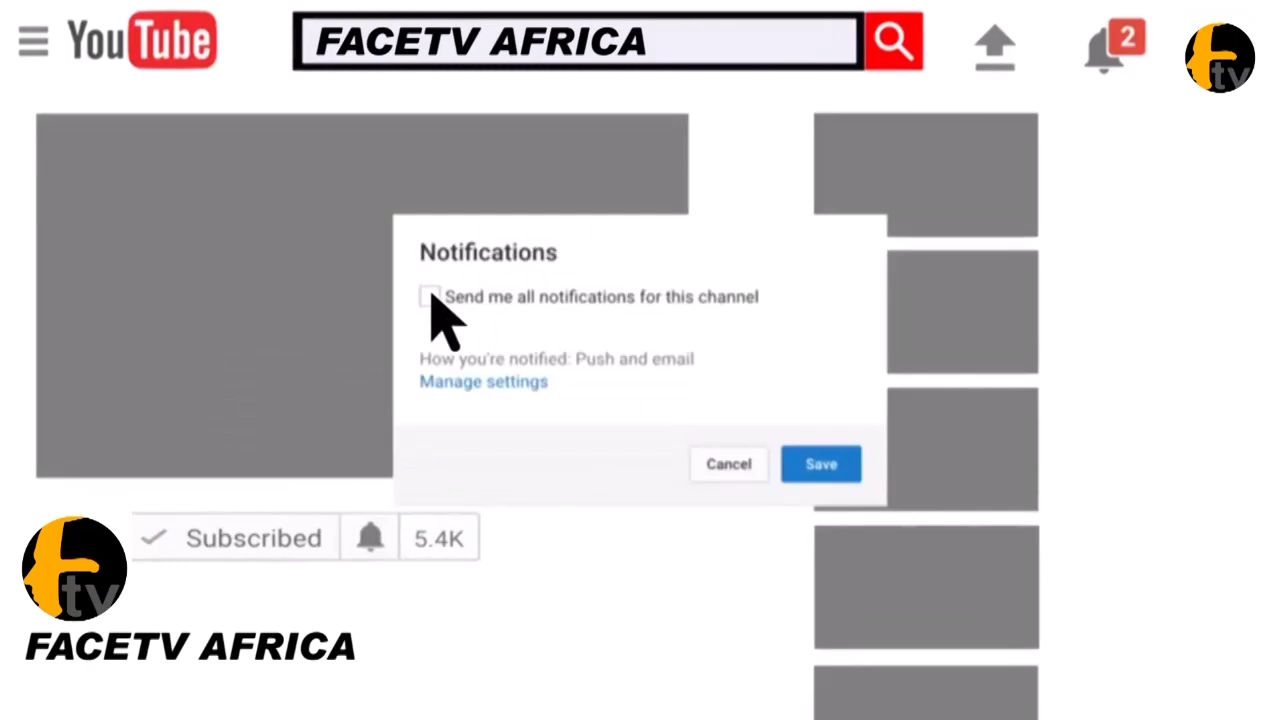 YouTube
FACETV AFRICA
2
tv
Notifications
Send me all notifications for this channel
How you're notified: Push and email
Manage settings
Cancel
Save
Subscribed
5.4K
tv
FACETV AFRICA